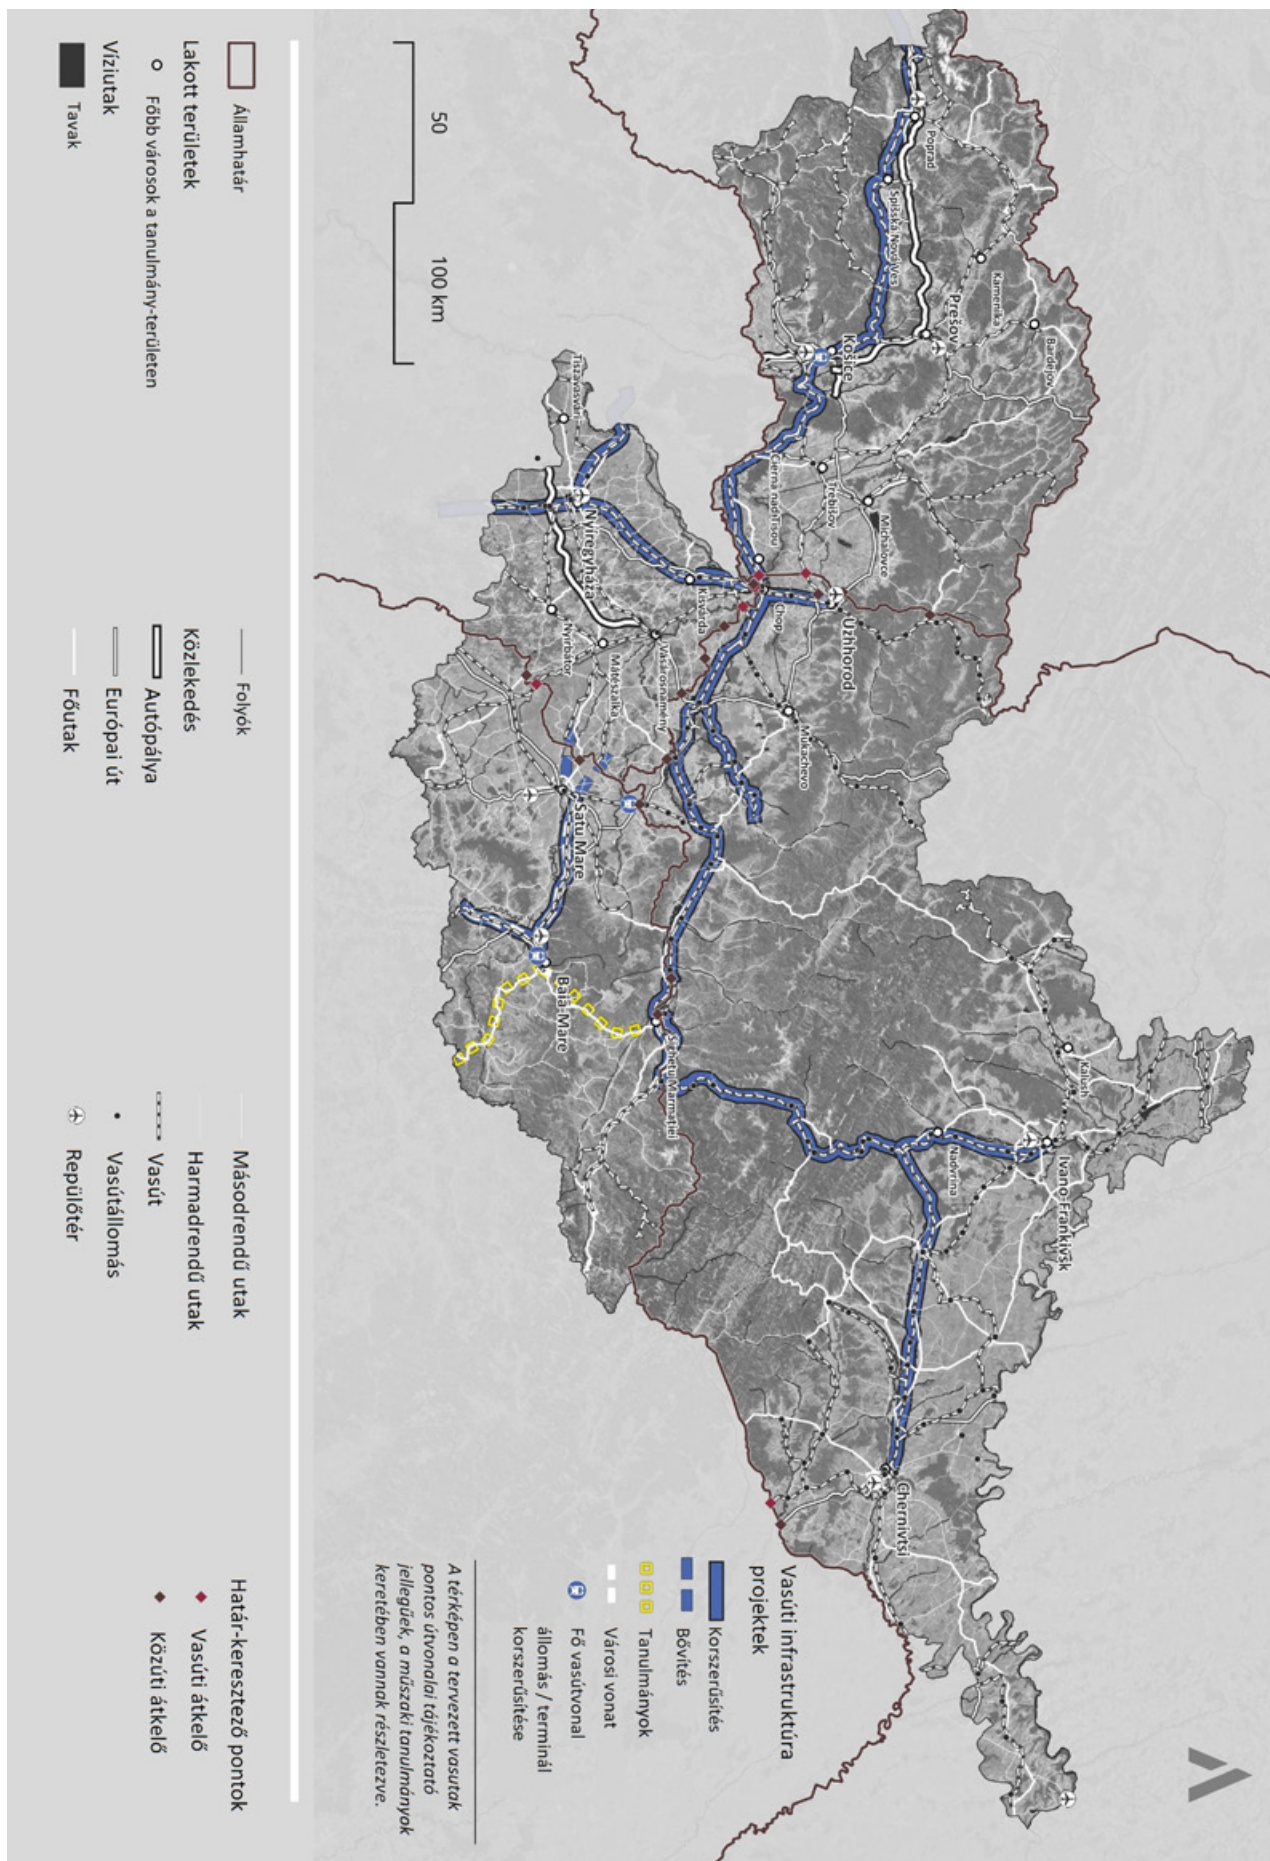 Poprad
Spišská Nová Ves
Kamenika
Bardejov
Prešov
Košice
Trebišov
Michalovce
Čierna nad Tisou
Uzhhorod
Chop
Mukachevo
Tiszavasvári
Nyíregyháza
Kisvárda
Vásárosnamény
Nyírbátor
Mátészalka
Satu Mare
Baia-Mare
Sighetu Marmației
Kalush
Ivano-Frankivsk
Nadvrina
Chernivtsi
50
100 km
Vasúti infrastruktúra
projektek
Korszerűsítés
Bővítés
Tanulmányok
Városi vonat
Fő vasútvonal
állomás / terminál
korszerűsítése
A térképen a tervezett vasutak
pontos útvonalai tájékoztató
jellegűek, a műszaki tanulmányok
keretében vannak részletezve.
Államhatár
Lakott területek
Főbb városok a tanulmány-területen
Víziutak
Tavak
Folyók
Közlekedés
Autópálya
Európai út
Főutak
Másodrendű utak
Harmadrendű utak
Vasút
Vasútállomás
Repülőtér
Határ-keresztező pontok
Vasúti átkelő
Közúti átkelő